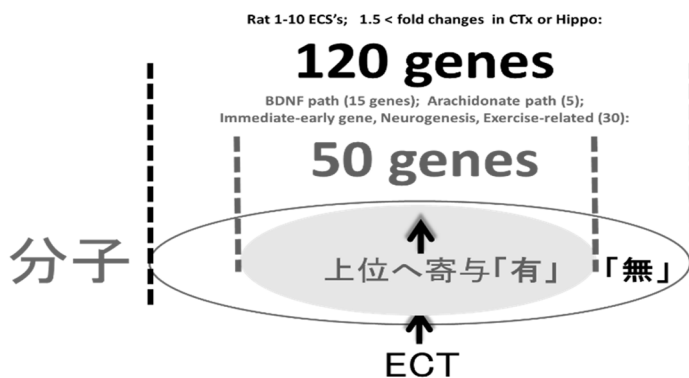 Rat 1-10 ECS's; 1.5 < fold changes in CTx or Hippo:
120 genes
BDNF path (15 genes); Arachidonate path (5);
Immediate-early gene, Neurogenesis, Exercise-related (30):
50 genes
分子
上位へ寄与「有」「無」
ECT